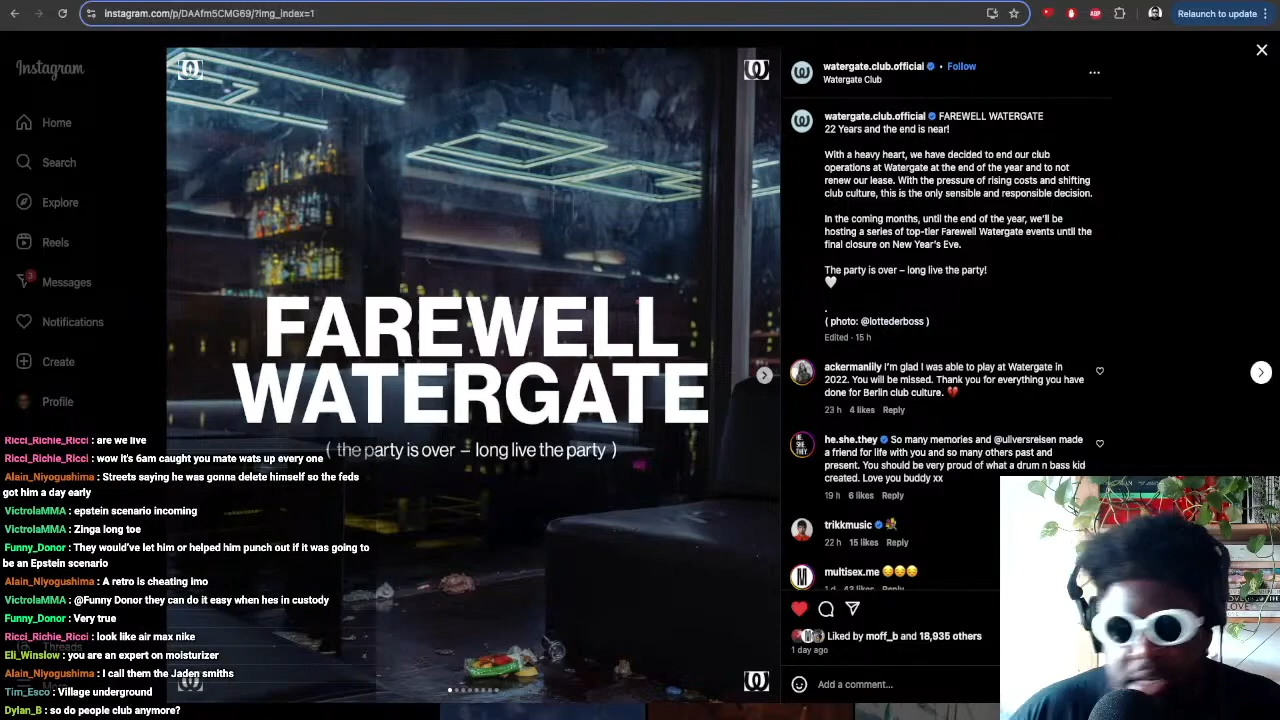 instagram.com/p/DAAfm5CMG69/?img_index=1
ABP
Relaunch to update
Instagram
Home
Search
Explore
Reels
3
Messages
Notifications
Create
Profile
Threads
FAREWELL
WATERGATE
( the party is over – long live the party )
watergate.club.official • Follow
Watergate Club
watergate.club.official FAREWELL WATERGATE
22 Years and the end is near!
With a heavy heart, we have decided to end our club
operations at Watergate at the end of the year and to not
renew our lease. With the pressure of rising costs and shifting
club culture, this is the only sensible and responsible decision.
In the coming months, until the end of the year, we'll be
hosting a series of top-tier Farewell Watergate events until the
final closure on New Year's Eve.
The party is over – long live the party!
🤍
.
( photo: @lottederboss )
Edited · 15 h
ackermanlily I'm glad I was able to play at Watergate in
2022. You will be missed. Thank you for everything you have
done for Berlin club culture. 💔
23 h 4 likes Reply
HE.
SHE.
THEY.
he.she.they So many memories and @uliversreisen made
a friend for life with you and so many others past and
present. You should be very proud of what a drum n bass kid
created. Love you buddy xx
19 h 6 likes Reply
trikkmusic
22 h 15 likes Reply
multisex.me 😔😔😔
1 d 43 likes Reply
Liked by moff_b and 18,935 others
1 day ago
Add a comment...
Ricci_Richie_Ricci : are we live
Ricci_Richie_Ricci : wow it's 6am caught you mate wats up every one
Alain_Niyogushima : Streets saying he was gonna delete himself so the feds
got him a day early
VictrolaMMA : epstein scenario incoming
VictrolaMMA : Zinga long toe
Funny_Donor : They would've let him or helped him punch out if it was going to
be an Epstein scenario
Alain_Niyogushima : A retro is cheating imo
VictrolaMMA : @Funny Donor they can do it easy when hes in custody
Funny_Donor : Very true
Ricci_Richie_Ricci : look like air max nike
Eli_Winslow : you are an expert on moisturizer
Alain_Niyogushima : I call them the Jaden smiths
Tim_Esco : Village underground
Dylan_B : so do people club anymore?
LOVE